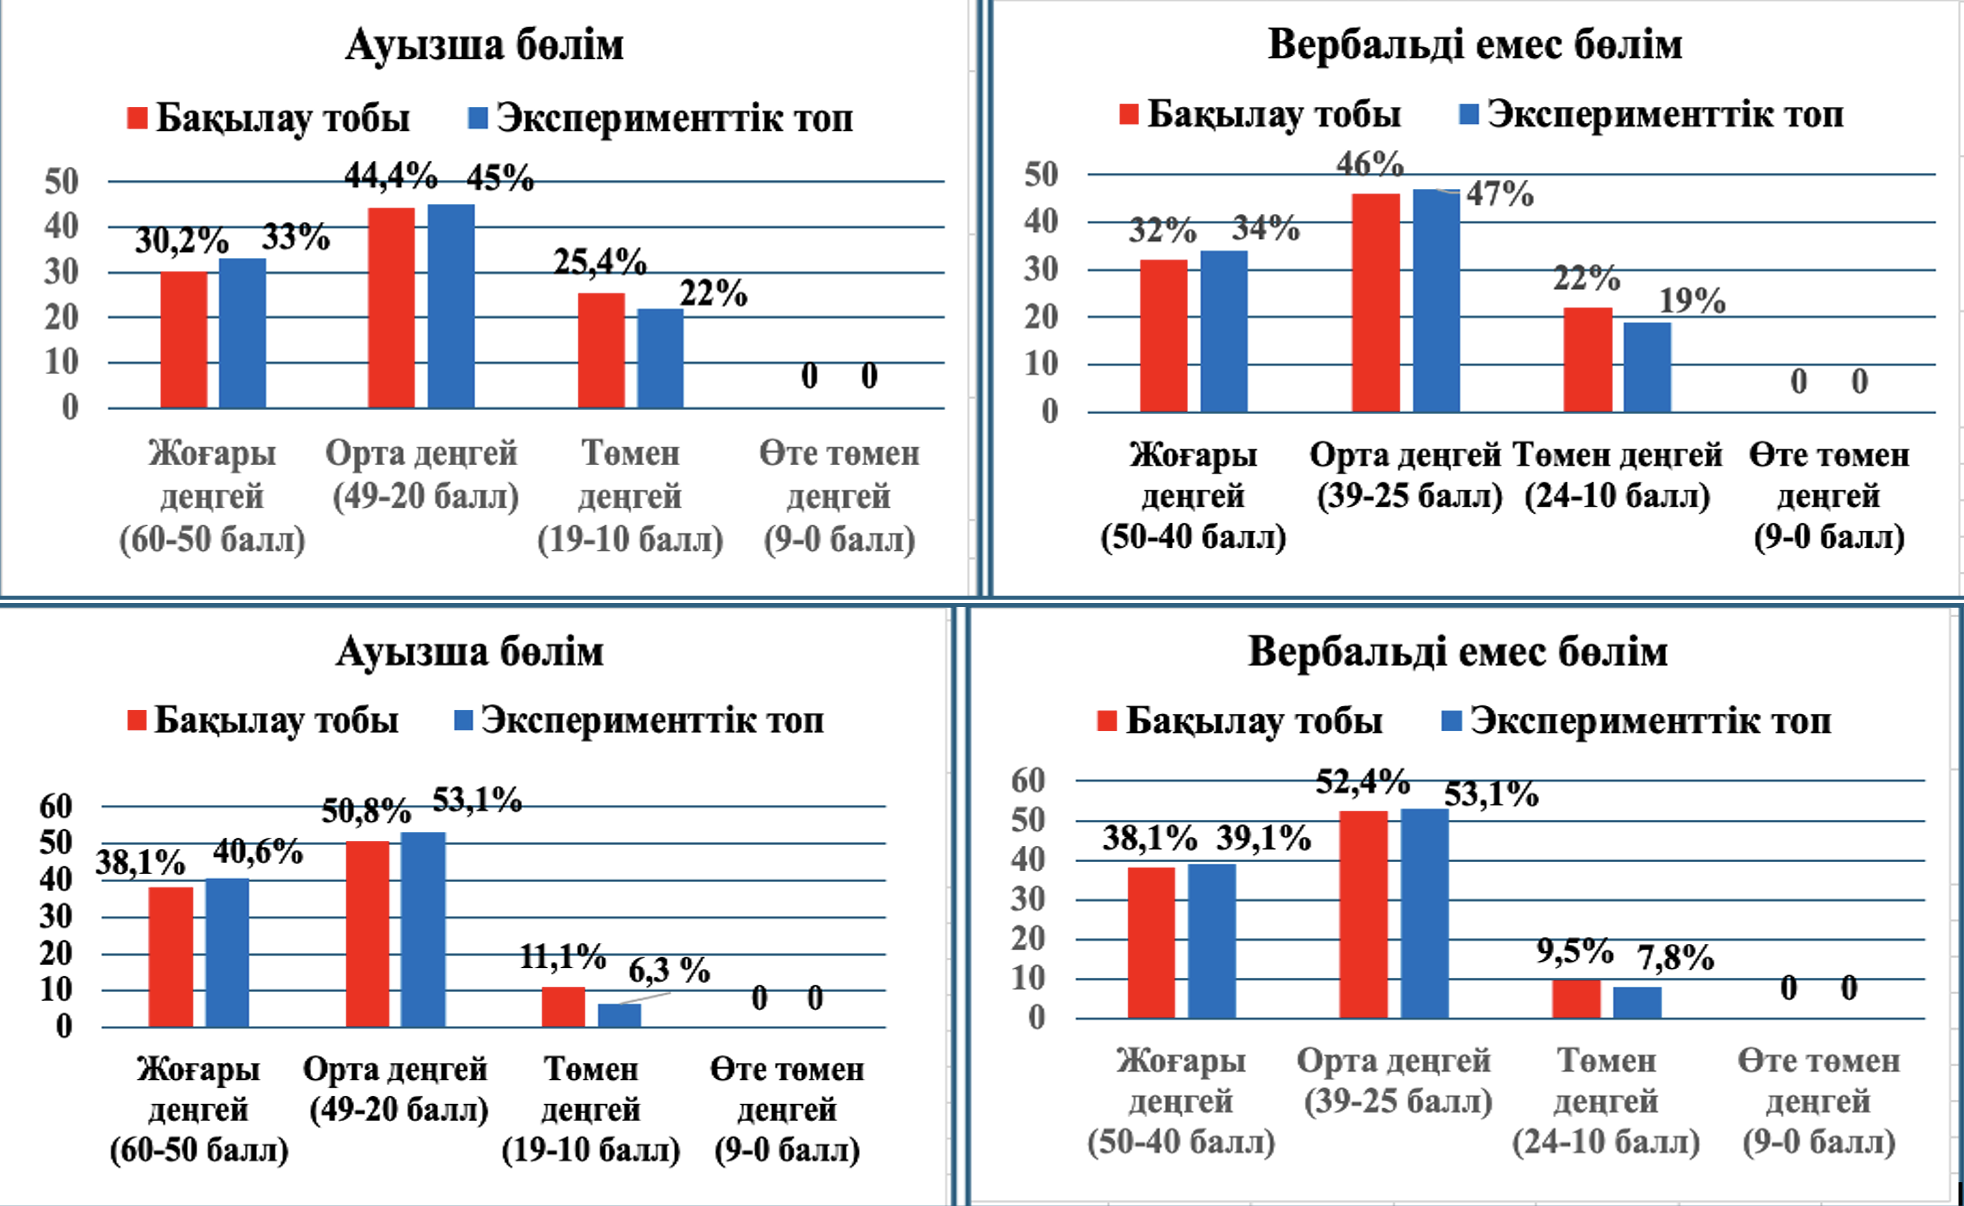 Ауызша бөлім
Бақылау тобы Эксперименттік топ
44,4% 45%
50
40
30,2% 33%
30
25,4%
22%
20
10
0 0
0
Жоғары деңгей (60-50 балл)
Орта деңгей (49-20 балл)
Төмен деңгей (19-10 балл)
Өте төмен деңгей (9-0 балл)
Вербальді емес бөлім
Бақылау тобы Эксперименттік топ
46%
50
47%
40
32% 34%
30
22%
19%
20
10
0 0
0
Жоғары деңгей (50-40 балл)
Орта деңгей (39-25 балл)
Төмен деңгей (24-10 балл)
Өте төмен деңгей (9-0 балл)
Ауызша бөлім
Бақылау тобы Эксперименттік топ
60
50,8% 53,1%
50
38,1% 40,6%
40
30
20
11,1% 6,3 %
10
0 0
0
Жоғары деңгей (60-50 балл)
Орта деңгей (49-20 балл)
Төмен деңгей (19-10 балл)
Өте төмен деңгей (9-0 балл)
Вербальді емес бөлім
Бақылау тобы Эксперименттік топ
60
52,4% 53,1%
50
38,1% 39,1%
40
30
20
9,5% 7,8%
10
0 0
0
Жоғары деңгей (50-40 балл)
Орта деңгей (39-25 балл)
Төмен деңгей (24-10 балл)
Өте төмен деңгей (9-0 балл)